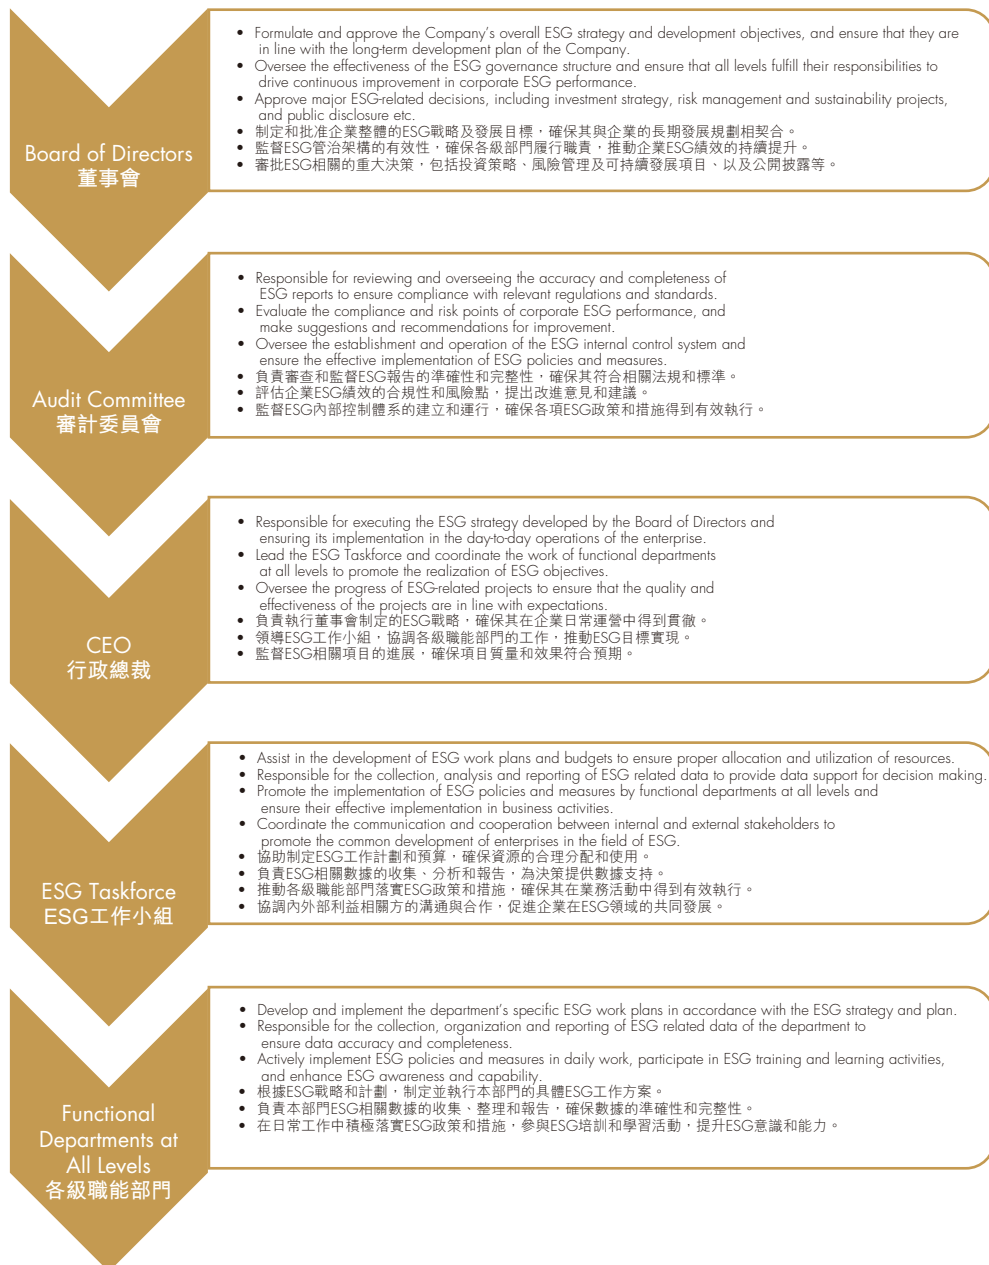 Board of Directors
董事會
• Formulate and approve the Company's overall ESG strategy and development objectives, and ensure that they are
in line with the long-term development plan of the Company.
• Oversee the effectiveness of the ESG governance structure and ensure that all levels fulfill their responsibilities to
drive continuous improvement in corporate ESG performance.
• Approve major ESG-related decisions, including investment strategy, risk management and sustainability projects,
and public disclosure etc.
• 制定和批准企業整體的ESG戰略及發展目標，確保其與企業的長期發展規劃相契合。
• 監督ESG管治架構的有效性，確保各級部門履行職責，推動企業ESG績效的持續提升。
• 審批ESG相關的重大決策，包括投資策略、風險管理及可持續發展項目、以及公開披露等。
Audit Committee
審計委員會
• Responsible for reviewing and overseeing the accuracy and completeness of
ESG reports to ensure compliance with relevant regulations and standards.
• Evaluate the compliance and risk points of corporate ESG performance, and
make suggestions and recommendations for improvement.
• Oversee the establishment and operation of the ESG internal control system and
ensure the effective implementation of ESG policies and measures.
• 負責審查和監督ESG報告的準確性和完整性，確保其符合相關法規和標準。
• 評估企業ESG績效的合規性和風險點，提出改進意見和建議。
• 監督ESG內部控制體系的建立和運行，確保各項ESG政策和措施得到有效執行。
CEO
行政總裁
• Responsible for executing the ESG strategy developed by the Board of Directors and
ensuring its implementation in the day-to-day operations of the enterprise.
• Lead the ESG Taskforce and coordinate the work of functional departments
at all levels to promote the realization of ESG objectives.
• Oversee the progress of ESG-related projects to ensure that the quality and
effectiveness of the projects are in line with expectations.
• 負責執行董事會制定的ESG戰略，確保其在企業日常運營中得到貫徹。
• 領導ESG工作小組，協調各級職能部門的工作，推動ESG目標實現。
• 監督ESG相關項目的進展，確保項目質量和效果符合預期。
ESG Taskforce
ESG工作小組
• Assist in the development of ESG work plans and budgets to ensure proper allocation and utilization of resources.
• Responsible for the collection, analysis and reporting of ESG related data to provide data support for decision making.
• Promote the implementation of ESG policies and measures by functional departments at all levels and
ensure their effective implementation in business activities.
• Coordinate the communication and cooperation between internal and external stakeholders to
promote the common development of enterprises in the field of ESG.
• 協助制定ESG工作計劃和預算，確保資源的合理分配和使用。
• 負責ESG相關數據的收集、分析和報告，為決策提供數據支持。
• 推動各級職能部門落實ESG政策和措施，確保其在業務活動中得到有效執行。
• 協調內外部利益相關方的溝通與合作，促進企業在ESG領域的共同發展。
Functional
Departments at
All Levels
各級職能部門
• Develop and implement the department's specific ESG work plans in accordance with the ESG strategy and plan.
• Responsible for the collection, organization and reporting of ESG related data of the department to
ensure data accuracy and completeness.
• Actively implement ESG policies and measures in daily work, participate in ESG training and learning activities,
and enhance ESG awareness and capability.
• 根據ESG戰略和計劃，制定並執行本部門的具體ESG工作方案。
• 負責本部門ESG相關數據的收集、整理和報告，確保數據的準確性和完整性。
• 在日常工作中積極落實ESG政策和措施，參與ESG培訓和學習活動，提升ESG意識和能力。